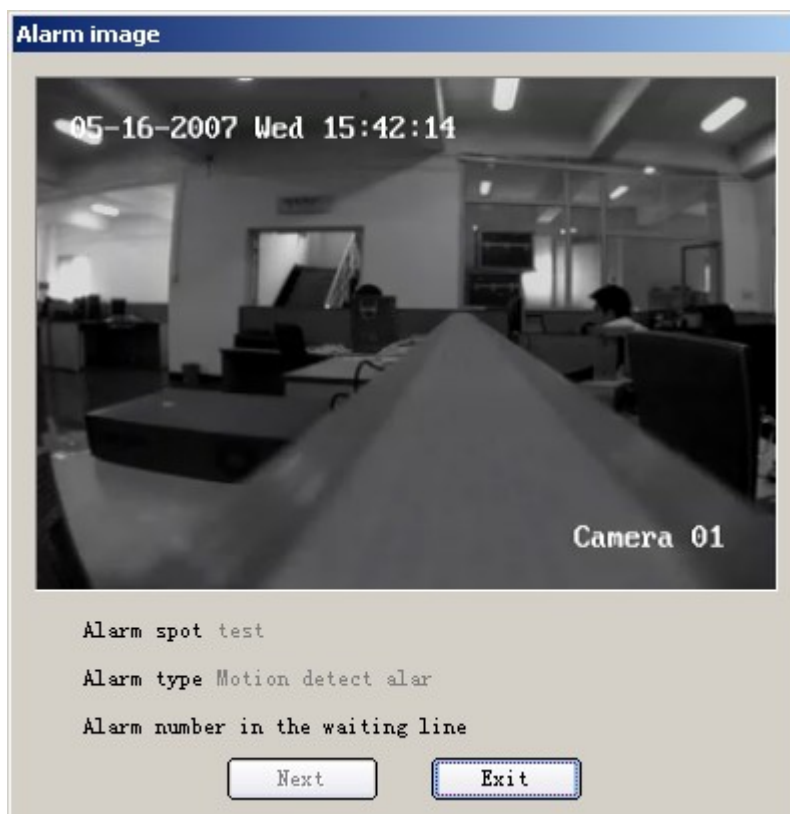 Alarm image
05-16-2007 Wed 15:42:14
Camera 01
Alarm spot test
Alarm type Motion detect alar
Alarm number in the waiting line
Next Exit